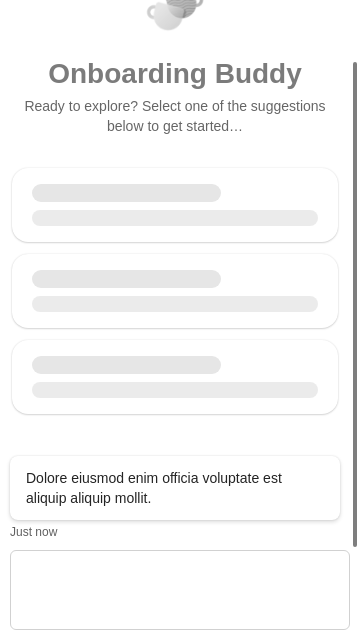 Onboarding Buddy
Ready to explore? Select one of the suggestions
below to get started…
Dolore eiusmod enim officia voluptate est
aliquip aliquip mollit.
Just now